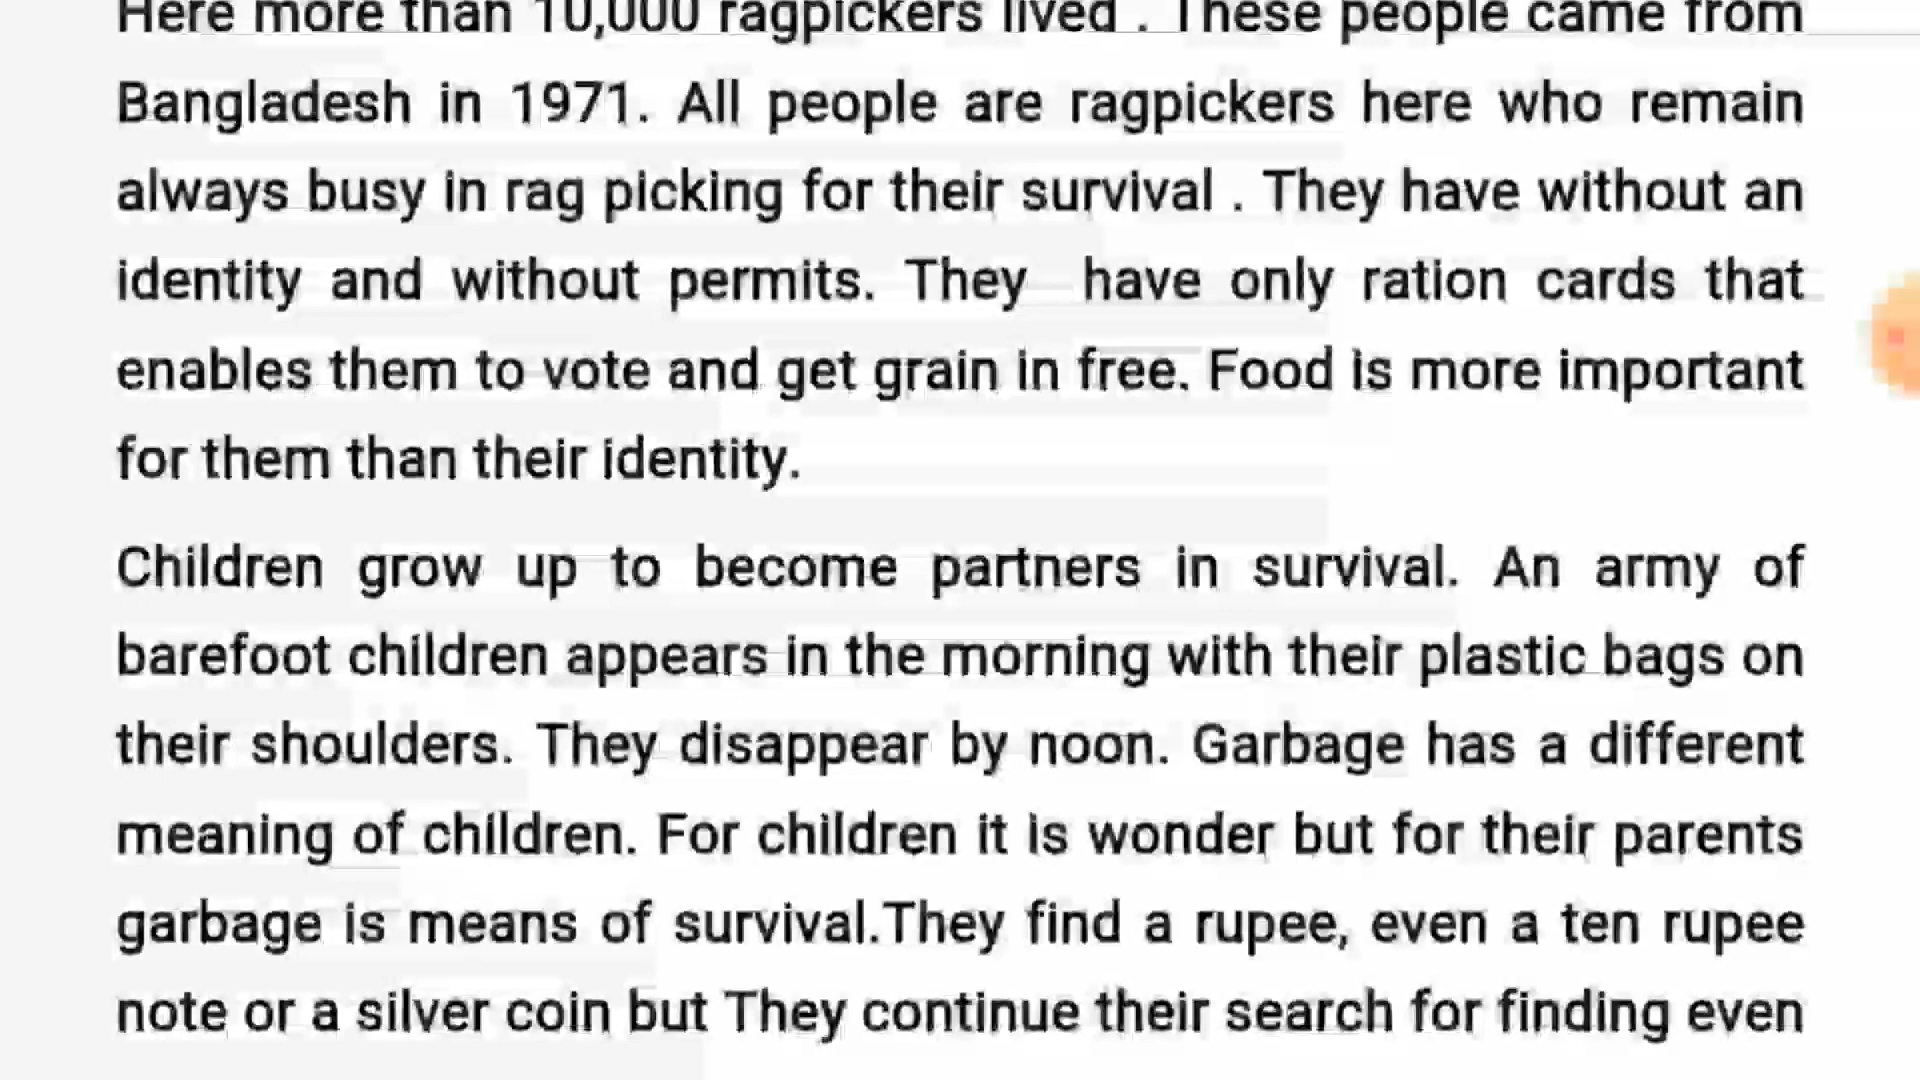 Here more than 10,000 ragpickers lived . These people came from
Bangladesh in 1971. All people are ragpickers here who remain
always busy in rag picking for their survival . They have without an
identity and without permits. They have only ration cards that
enables them to vote and get grain in free. Food is more important
for them than their identity.
Children grow up to become partners in survival. An army of
barefoot children appears in the morning with their plastic bags on
their shoulders. They disappear by noon. Garbage has a different
meaning of children. For children it is wonder but for their parents
garbage is means of survival.They find a rupee, even a ten rupee
note or a silver coin but They continue their search for finding even